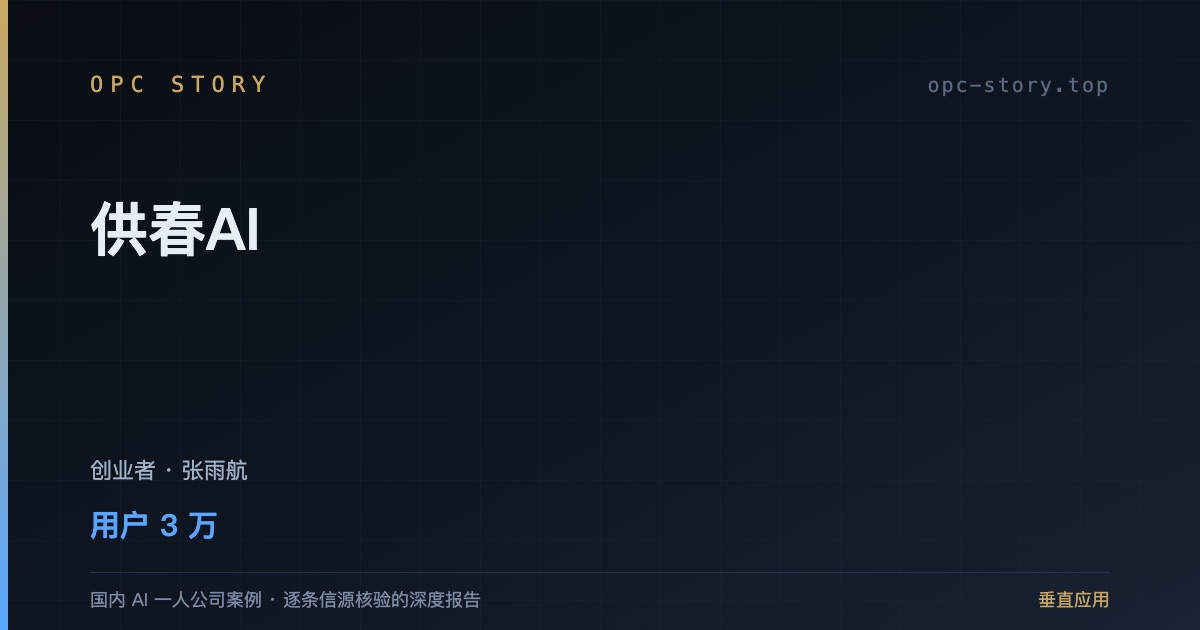 OPC STORY
opc-story.top
供春AI
创业者 · 张雨航
用户 3 万
国内 AI 一人公司案例 · 逐条信源核验的深度报告
垂直应用